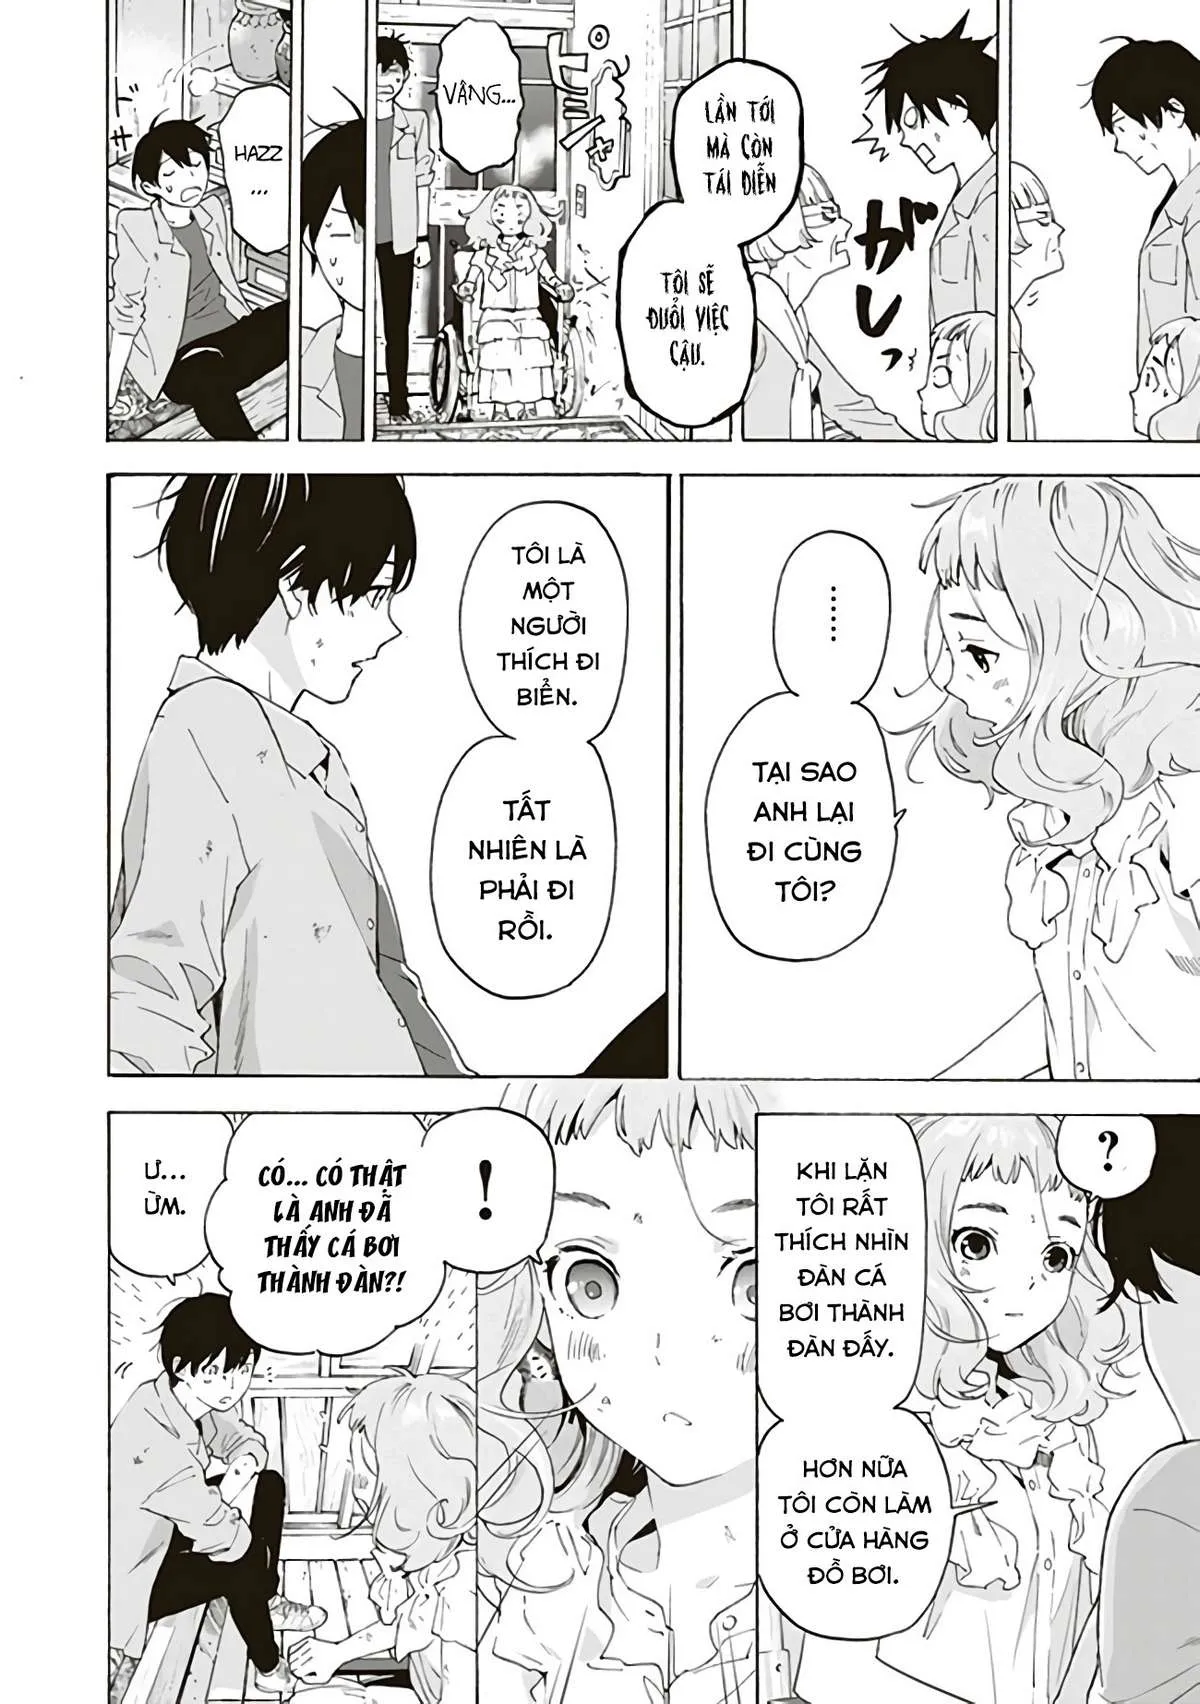 ガ
しっ
LẦN TỚI
MÀ CÒN
TÁI DIỄN
TÔI SẼ
ĐUỔI VIỆC
CẬU.
VÂNG...
HAZZ
...
......
TẠI SAO
ANH LẠI
ĐI CÙNG
TÔI?
TÔI LÀ
MỘT
NGƯỜI
THÍCH ĐI
BIỂN.
TẤT
NHIÊN LÀ
PHẢI ĐI
RỒI.
?
KHI LẶN
TÔI RẤT
THÍCH NHÌN
ĐÀN CÁ
BƠI THÀNH
ĐÀN ĐẤY.
HƠN NỮA
TÔI CÒN LÀM
Ở CỬA HÀNG
ĐỒ BƠI.
!
CÓ... CÓ THẬT
LÀ ANH ĐÃ
THẤY CÁ BƠI
THÀNH ĐÀN?!
Ư...
ỪM.